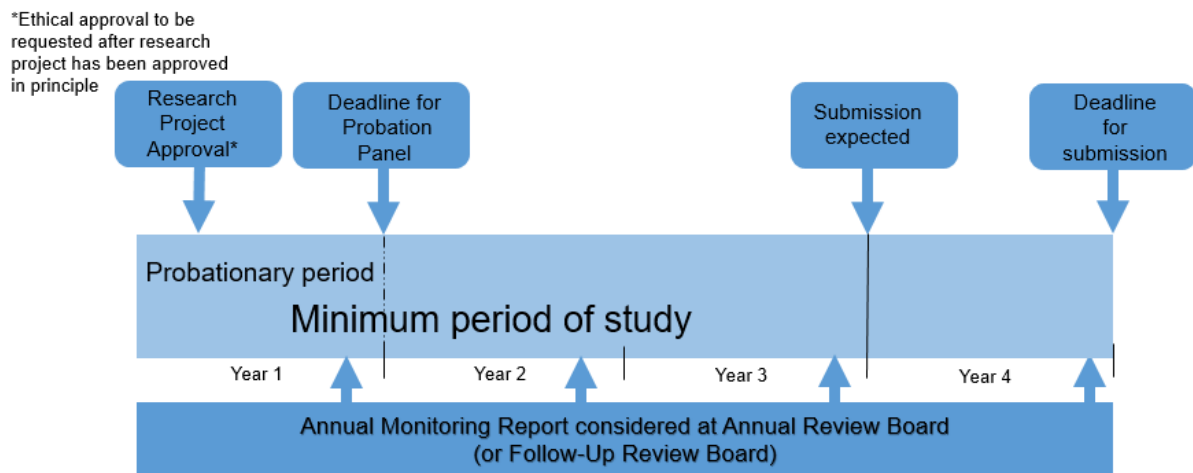 *Ethical approval to be
requested after research
project has been approved
in principle
Research
Project
Approval*
Deadline for
Probation
Panel
Submission
expected
Deadline
for
submission
Probationary period
Minimum period of study
Year 1
Year 2
Year 3
Year 4
Annual Monitoring Report considered at Annual Review Board
(or Follow-Up Review Board)